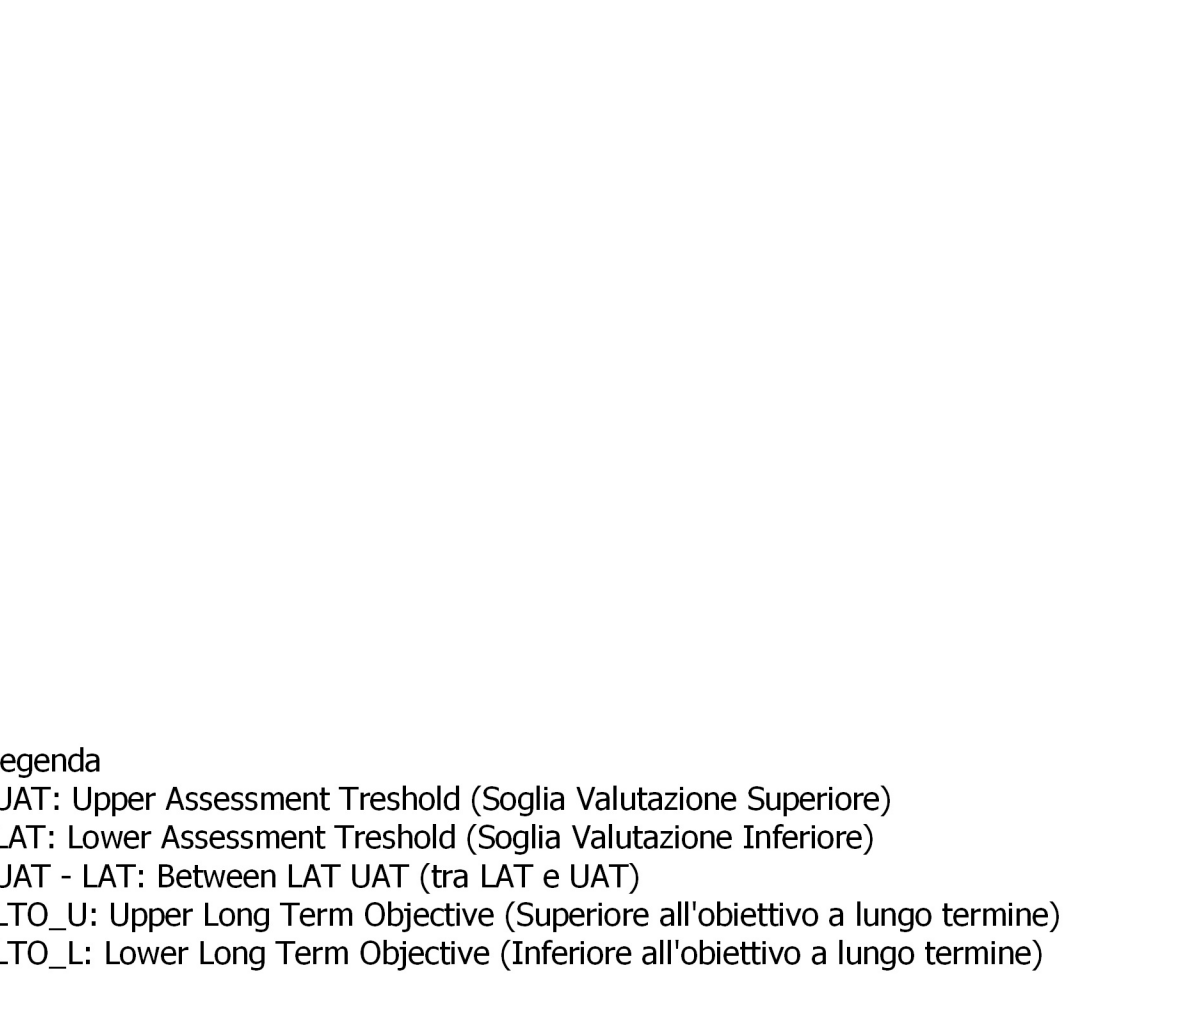 egenda
UAT: Upper Assessment Treshold (Soglia Valutazione Superiore)
LAT: Lower Assessment Treshold (Soglia Valutazione Inferiore)
UAT - LAT: Between LAT UAT (tra LAT e UAT)
LTO_U: Upper Long Term Objective (Superiore all'obiettivo a lungo termine)
LTO_L: Lower Long Term Objective (Inferiore all'obiettivo a lungo termine)